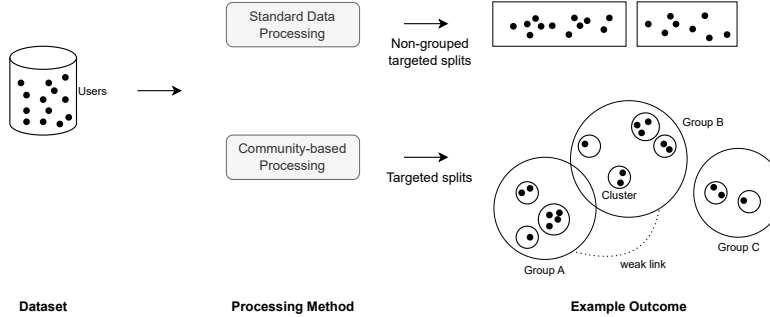 Standard Data
Processing
Non-grouped
targeted splits
Users
Community-based
Processing
Targeted splits
Group B
Cluster
Group A
weak link
Group C
Dataset
Processing Method
Example Outcome